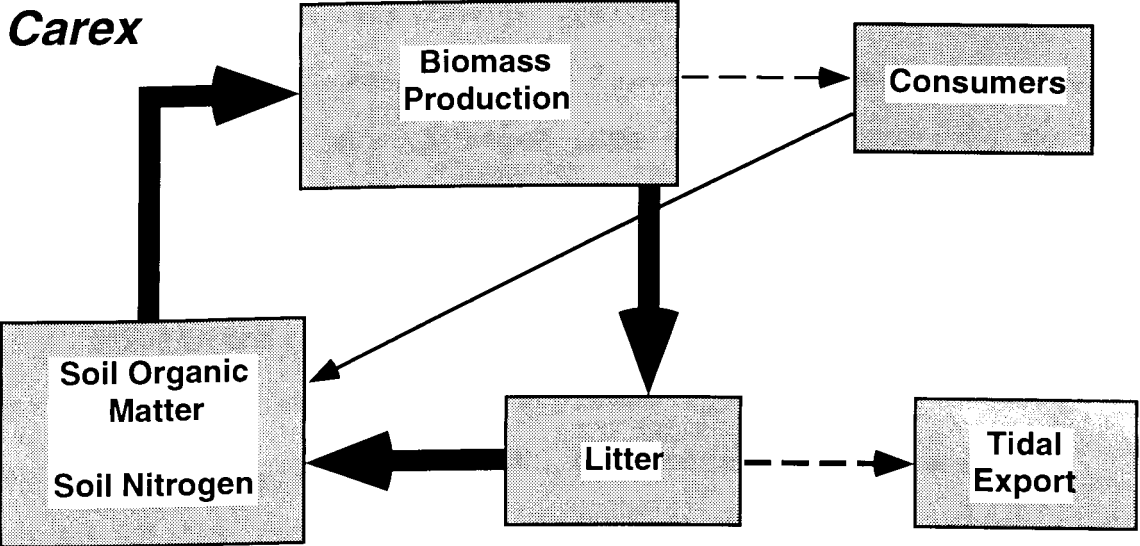 Carex
Biomass
Production
Consumers
Soil Organic
Matter
Soil Nitrogen
Litter
Tidal
Export